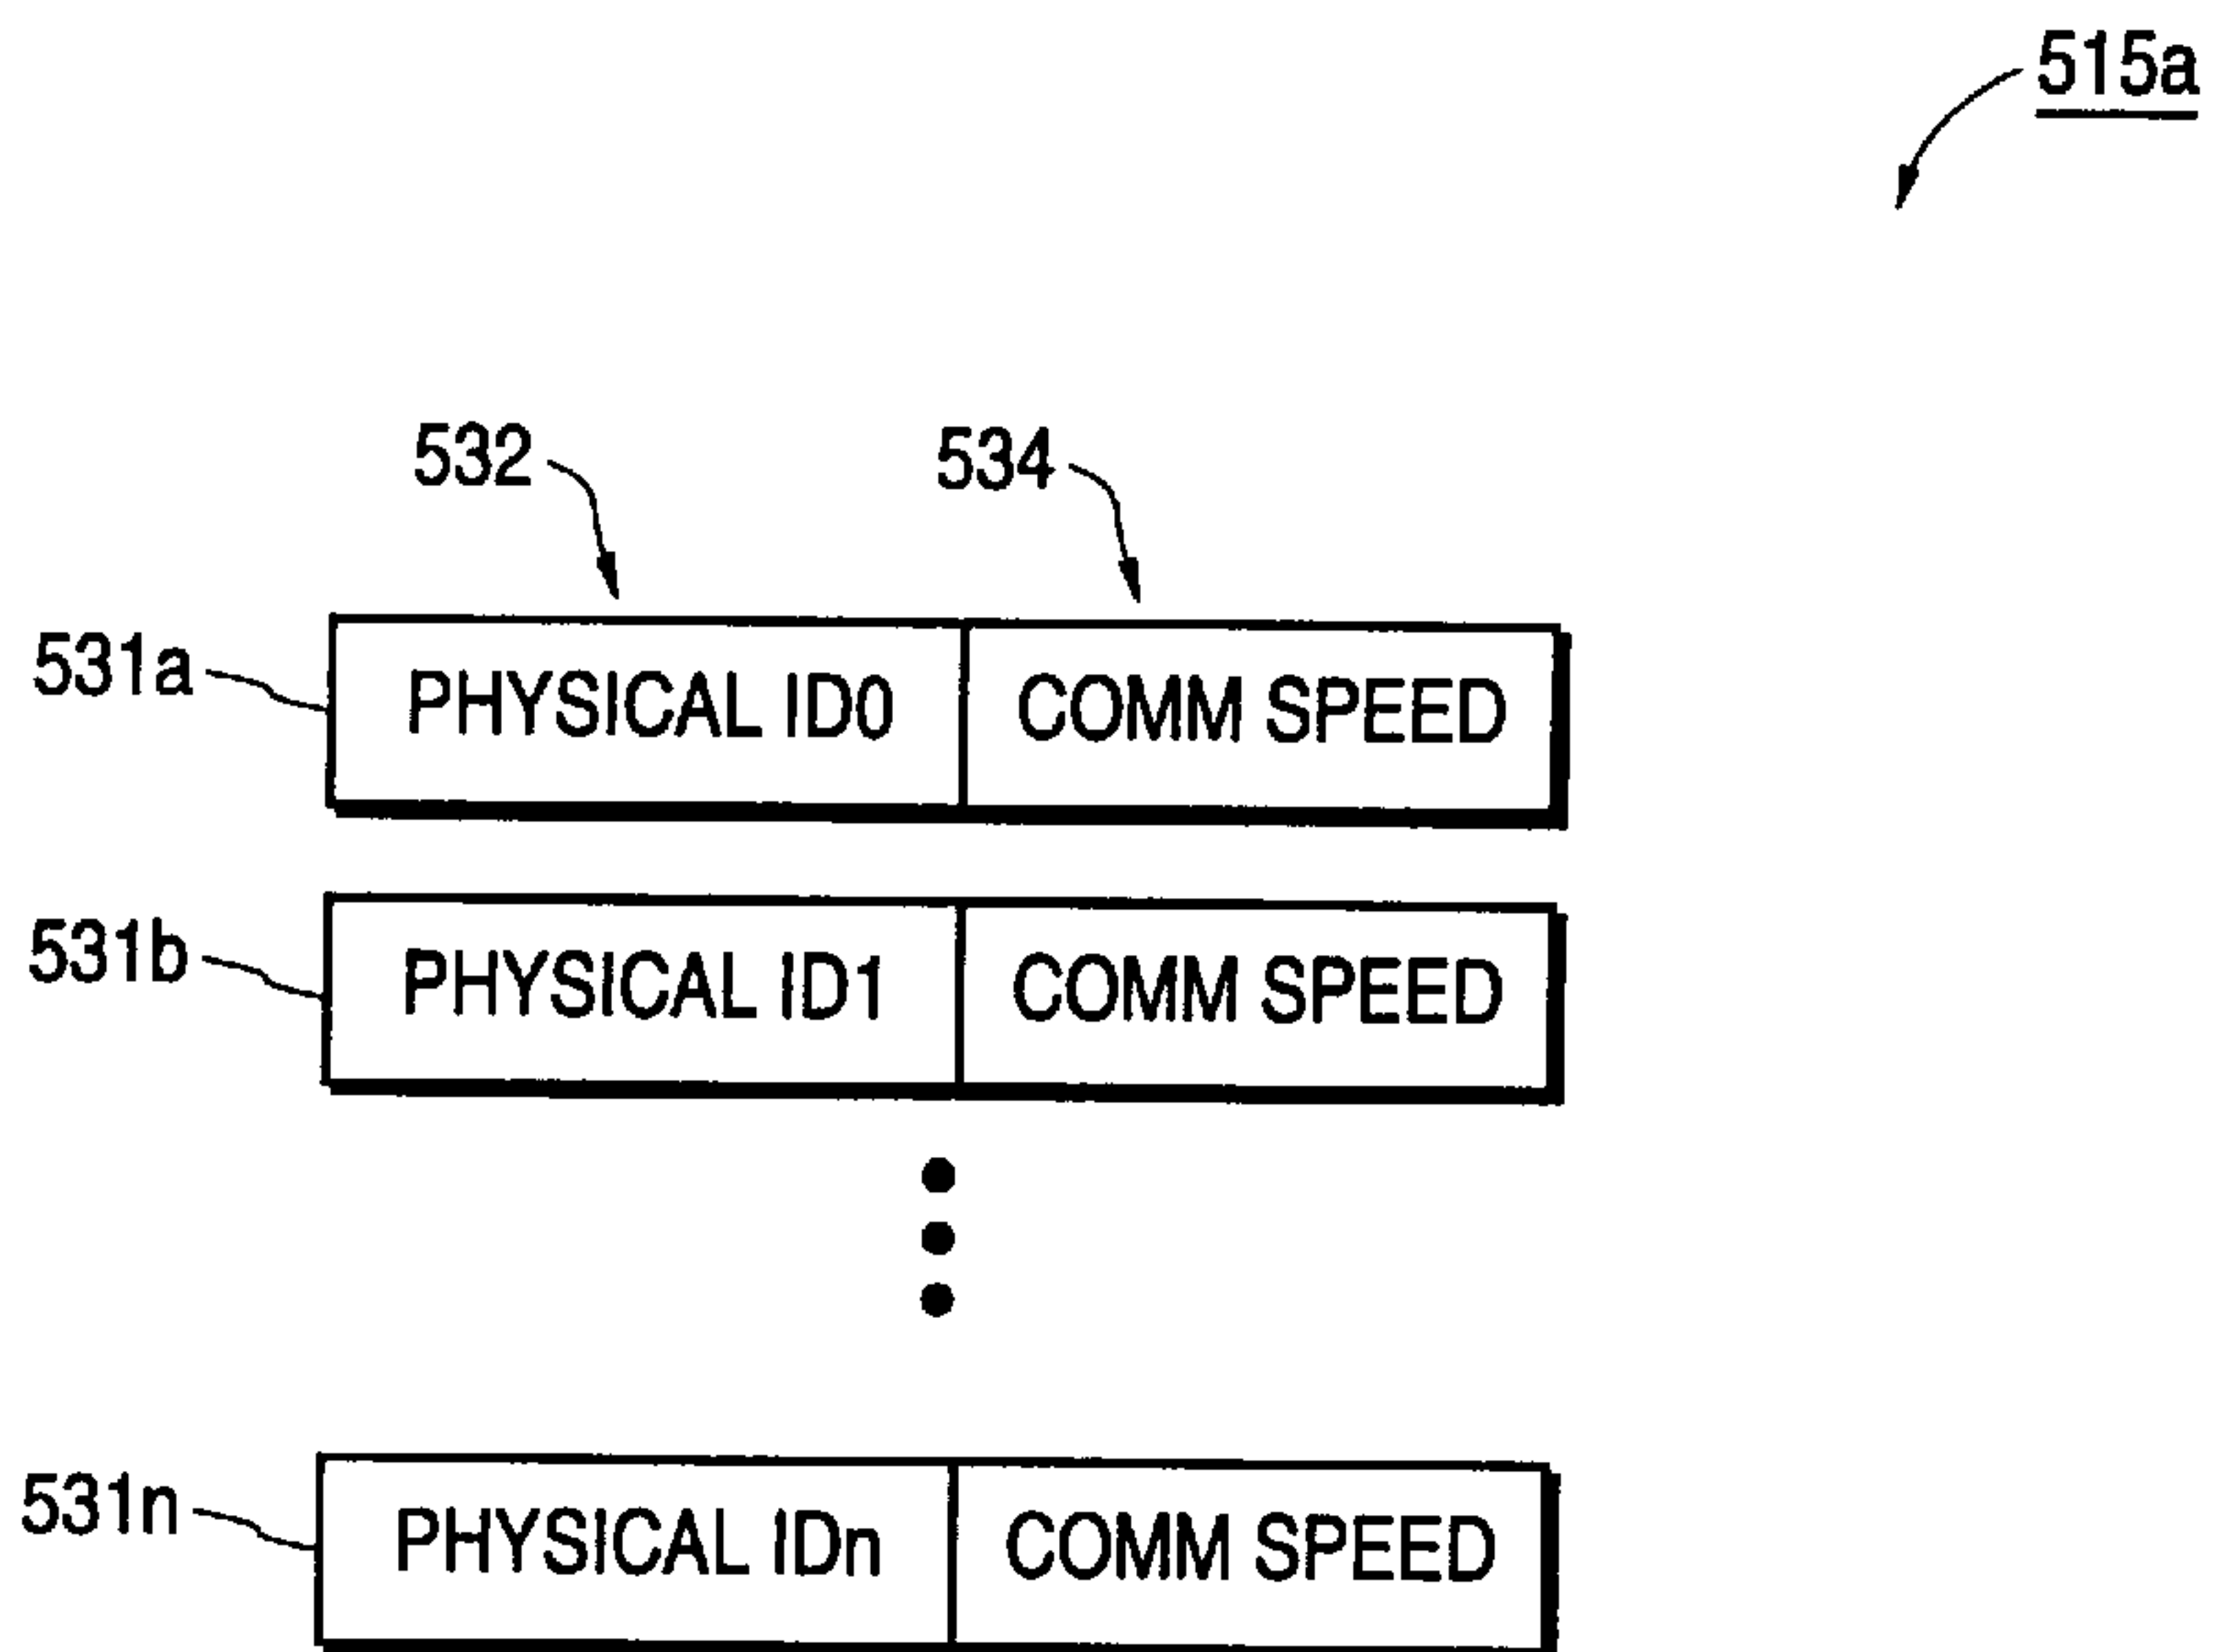 515a
532 534
531a PHYSICAL ID0 COMM SPEED
531b PHYSICAL ID1 COMM SPEED
531n PHYSICAL IDn COMM SPEED